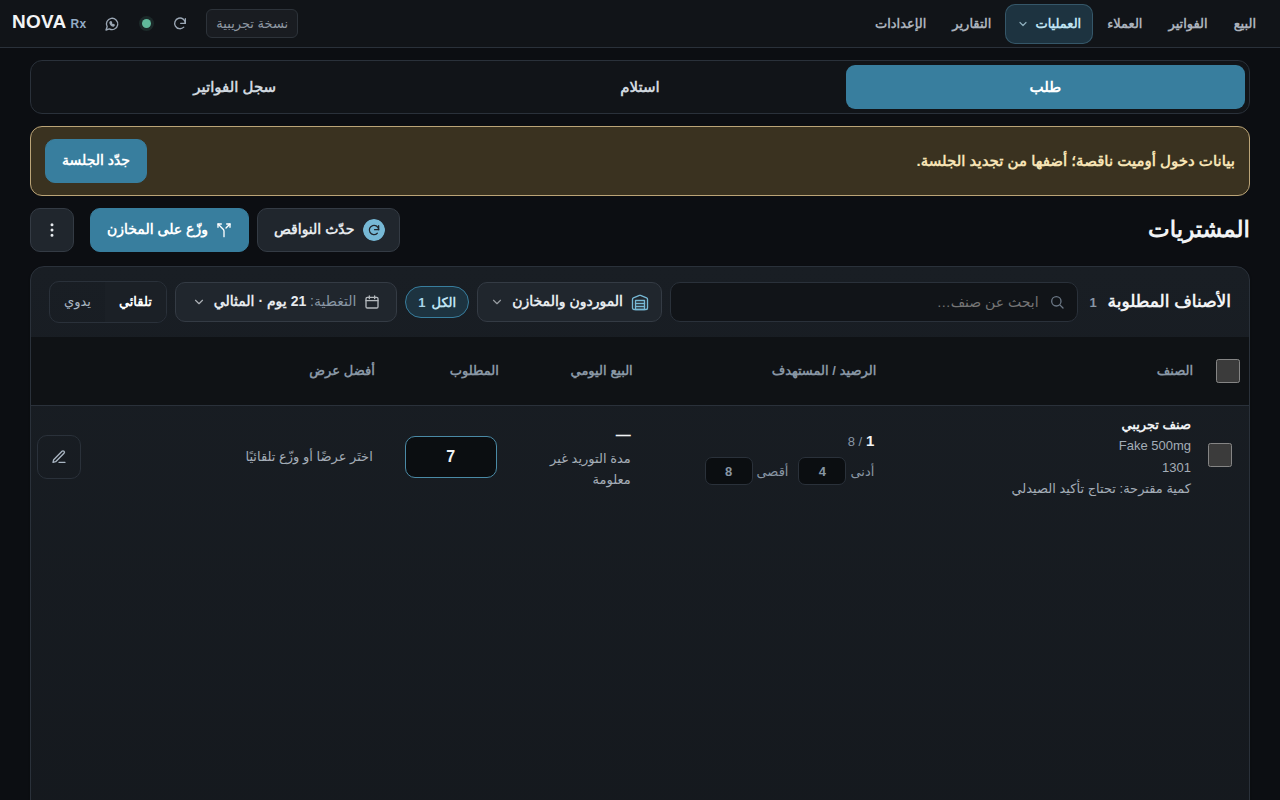 البيع
الفواتير
العملاء
العمليات
التقارير
الإعدادات
نسخة تجريبية
NOVA Rx
طلب
استلام
سجل الفواتير
بيانات دخول أوميت ناقصة؛ أضفها من تجديد الجلسة.
جدّد الجلسة
المشتريات
حدّث النواقص
وزّع على المخازن
الأصناف المطلوبة 1
ابحث عن صنف…
الموردون والمخازن
الكل 1
التغطية: 21 يوم · المثالي
تلقائي
يدوي
الصنف
الرصيد / المستهدف
البيع اليومي
المطلوب
أفضل عرض
صنف تجريبي
Fake 500mg
1301
كمية مقترحة: تحتاج تأكيد الصيدلي
1 / 8
أدنى 4 أقصى 8
—
مدة التوريد غير
معلومة
7
اختَر عرضًا أو وزّع تلقائيًا